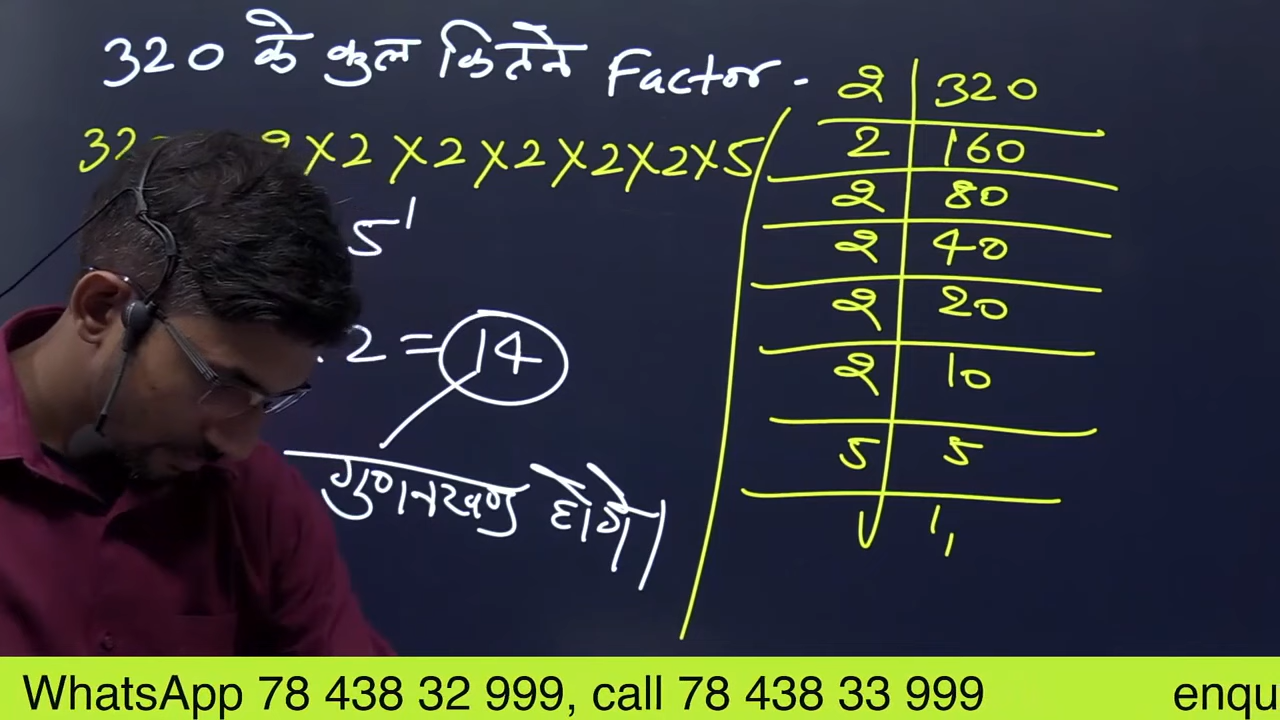 320 के कुल कितने Factor.
32 2 X 2 X 2 X 2 X 2 X 2 X 5
5¹
.2 = 14
गुणनखण्ड होंगे।
2 | 320
2 | 160
2 | 80
2 | 40
2 | 20
2 | 10
5 | 5
1
WhatsApp 78 438 32 999, call 78 438 33 999 enqu